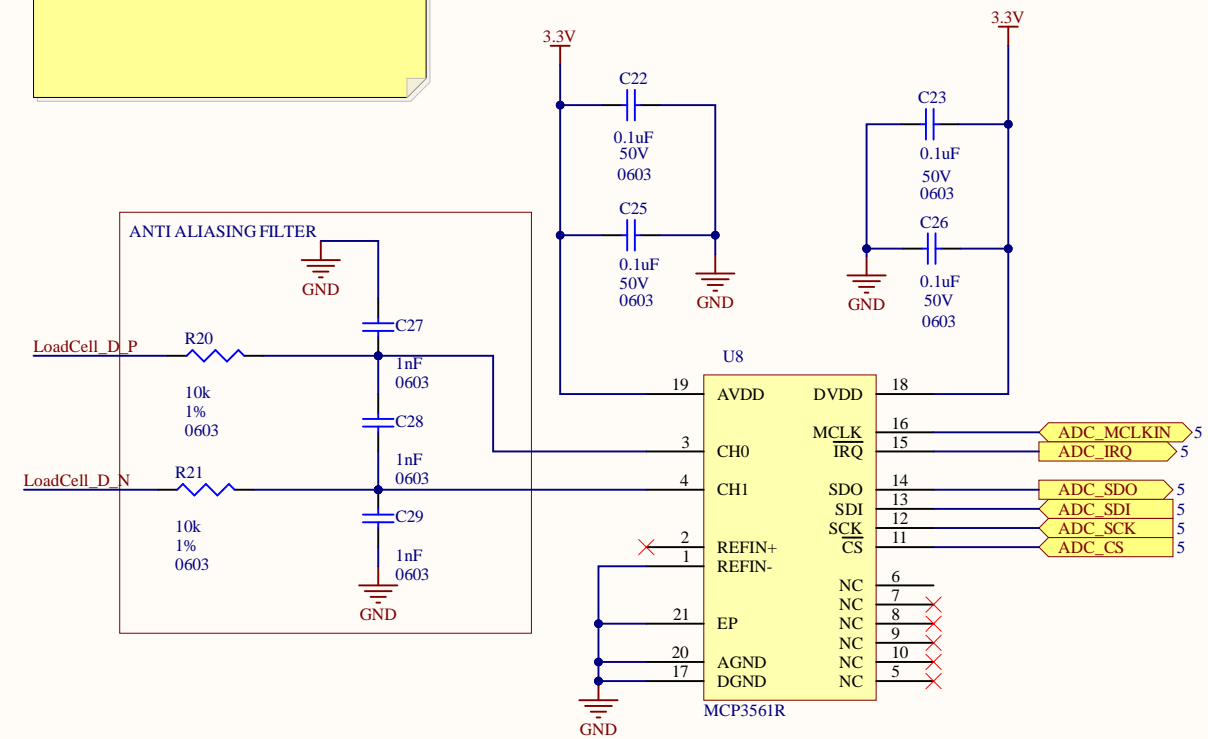 3.3V
3.3V
C22
0.1uF
50V
0603
C23
0.1uF
50V
0603
C25
0.1uF
50V
0603
GND
C26
0.1uF
50V
0603
GND
ANTI ALIASING FILTER
GND
C27
1nF
0603
LoadCell_D_P
R20
10k
1%
0603
C28
1nF
0603
LoadCell_D_N
R21
10k
1%
0603
C29
1nF
0603
GND
U8
19 AVDD
3 CH0
4 CH1
2 REFIN+
1 REFIN-
21 EP
20 AGND
17 DGND
GND
DVDD 18
MCLK 16 ADC_MCLKIN 5
IRQ 15 ADC_IRQ 5
SDO 14 ADC_SDO 5
SDI 13 ADC_SDI 5
SCK 12 ADC_SCK 5
CS 11 ADC_CS 5
NC 6
NC 7
NC 8
NC 9
NC 10
NC 5
MCP3561R